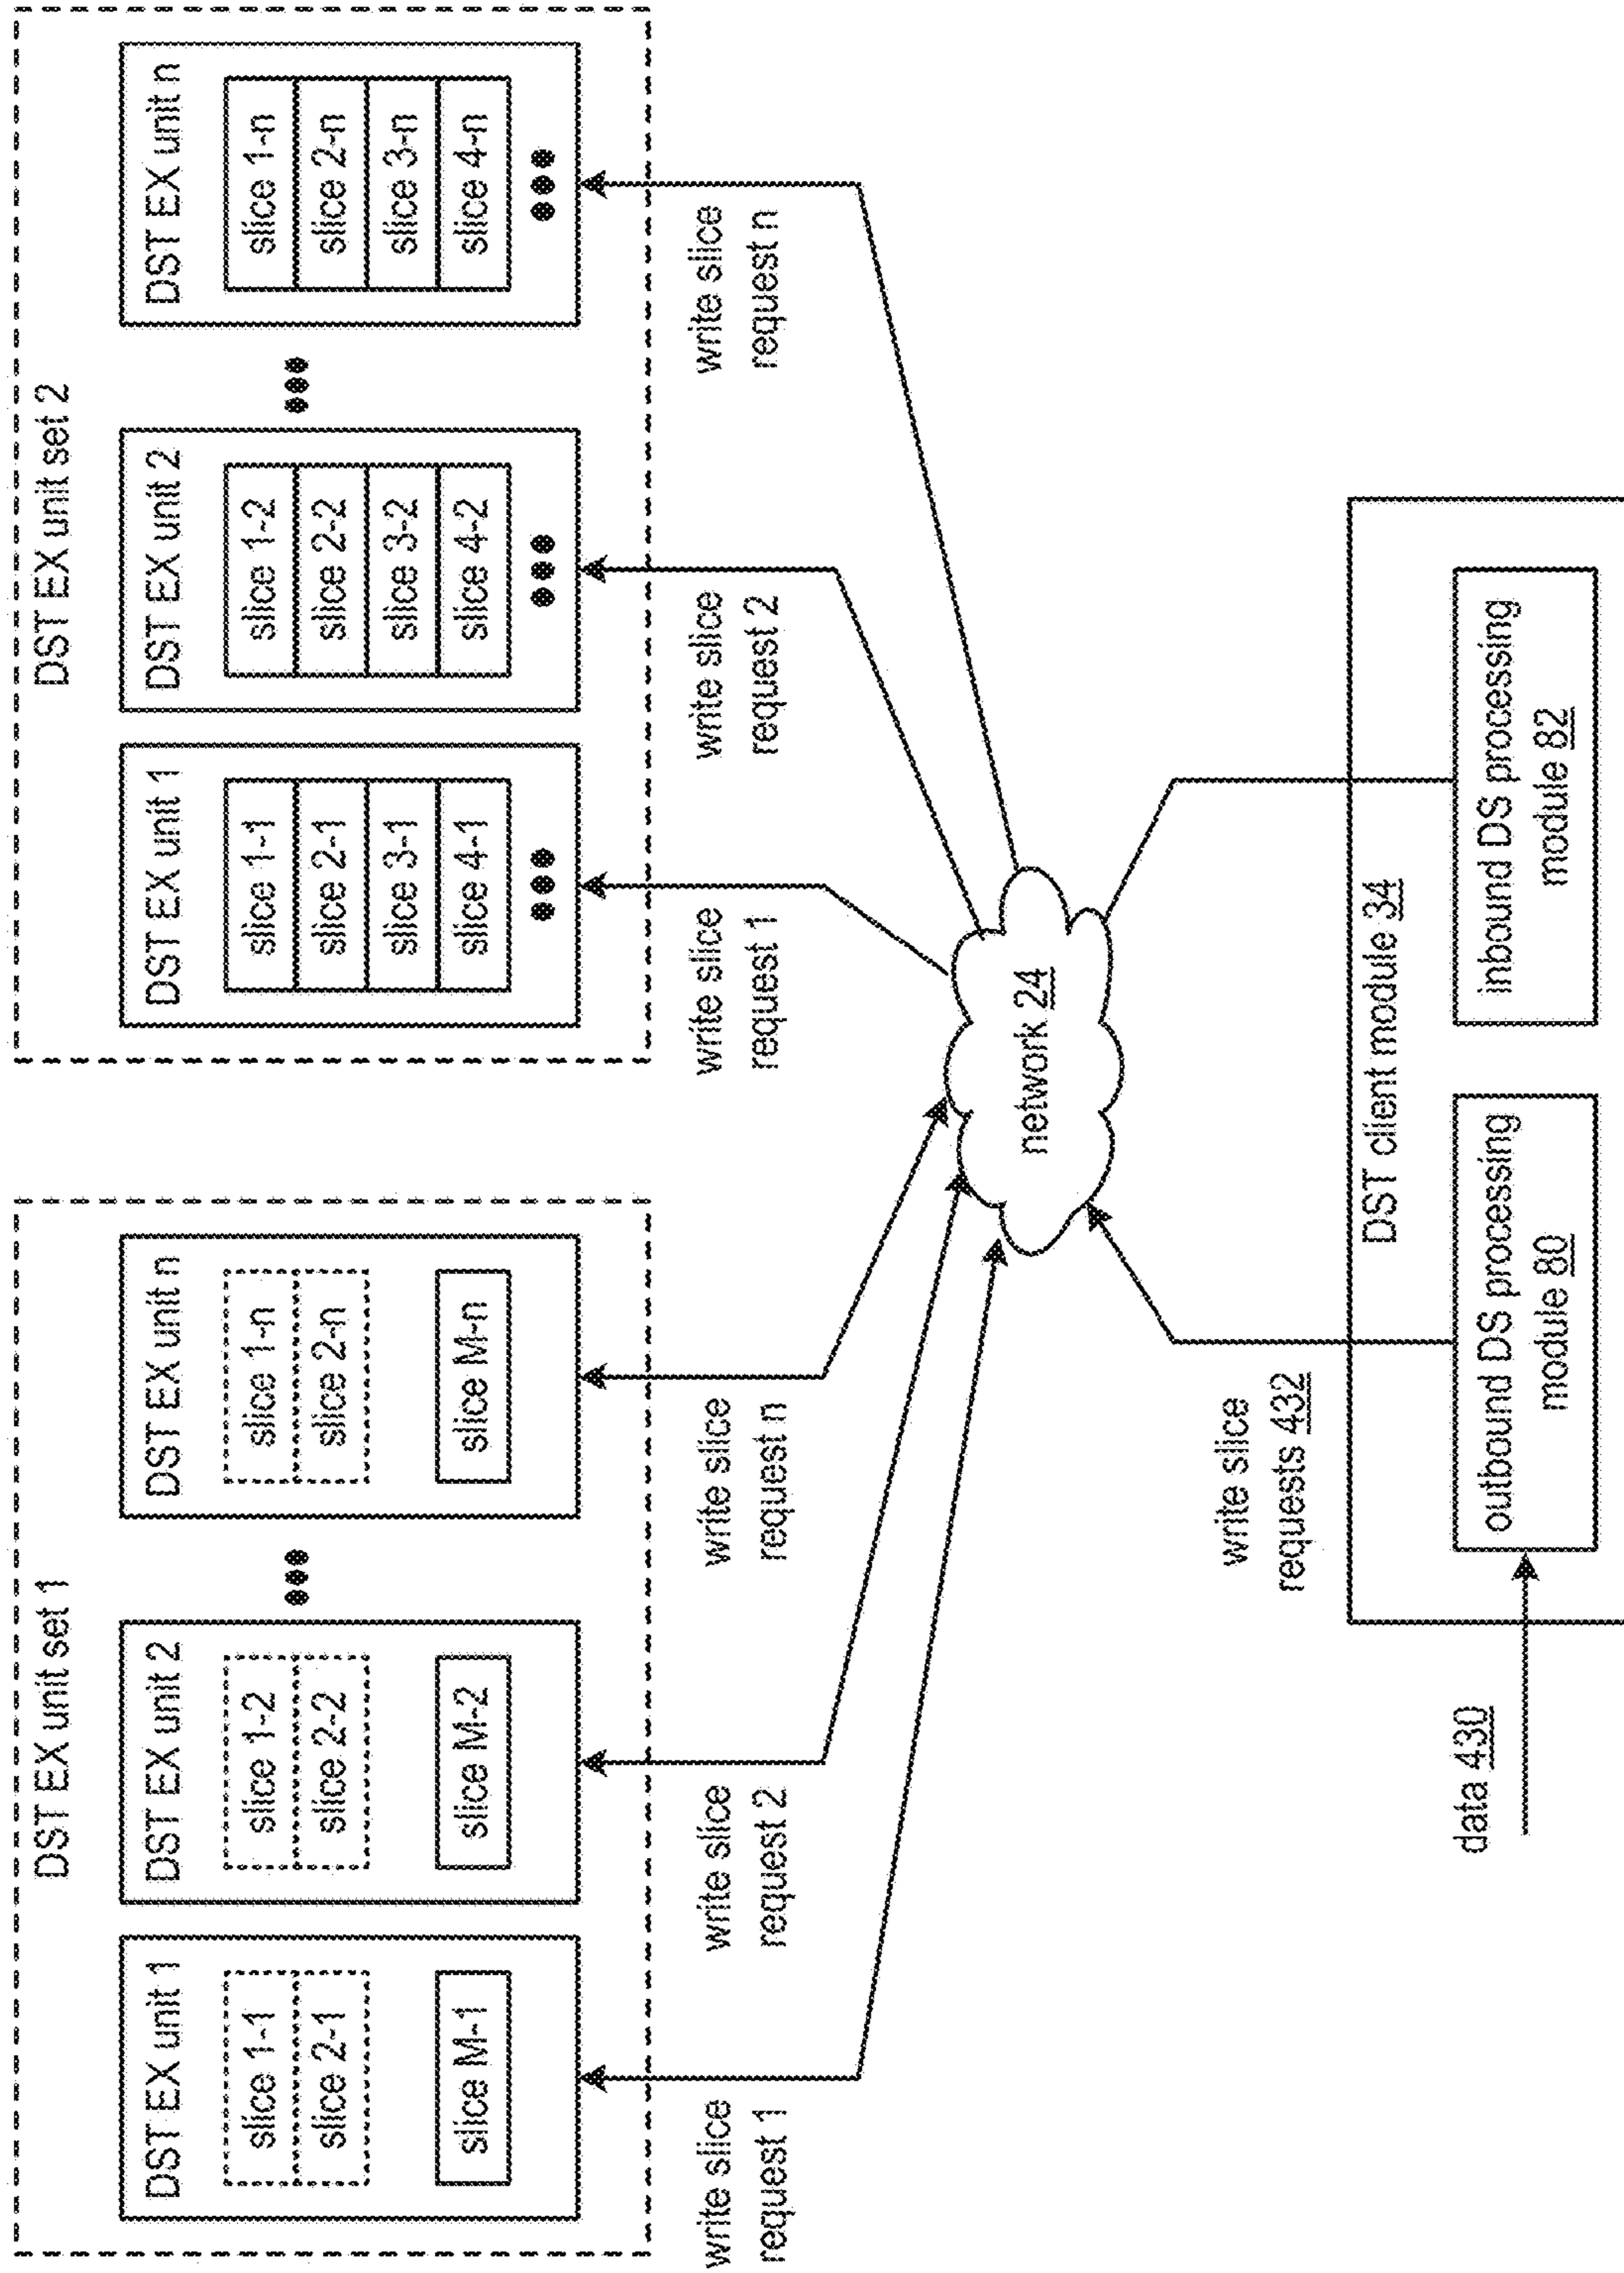 DST EX unit set 1
DST EX unit 1
slice 1-1
slice 2-1
slice M-1
DST EX unit 2
slice 1-2
slice 2-2
slice M-2
DST EX unit n
slice 1-n
slice 2-n
slice M-n
DST EX unit set 2
DST EX unit 1
slice 1-1
slice 2-1
slice 3-1
slice 4-1
DST EX unit 2
slice 1-2
slice 2-2
slice 3-2
slice 4-2
DST EX unit n
slice 1-n
slice 2-n
slice 3-n
slice 4-n
write slice
request 1
write slice
request 2
write slice
request n
write slice
request 1
write slice
request 2
write slice
request n
network 24
write slice
requests 432
DST client module 34
data 430
outbound DS processing
module 80
inbound DS processing
module 82